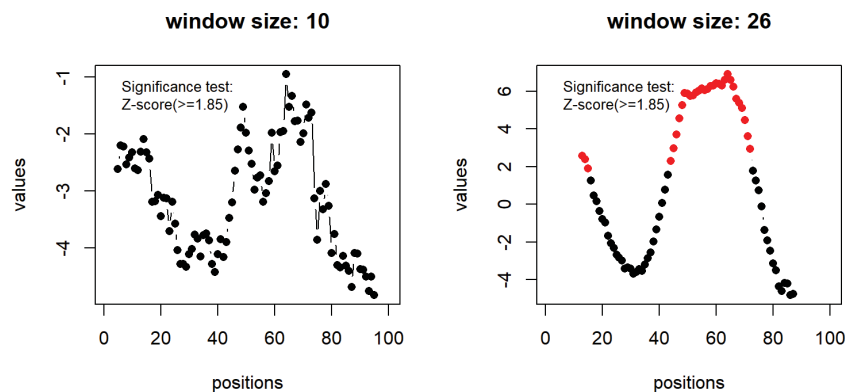 window size: 10
Significance test:
Z-score(>=1.85)
values
-1
-2
-3
-4
0 20 40 60 80 100
positions
window size: 26
Significance test:
Z-score(>=1.85)
values
6
4
2
0
-2
-4
0 20 40 60 80 100
positions